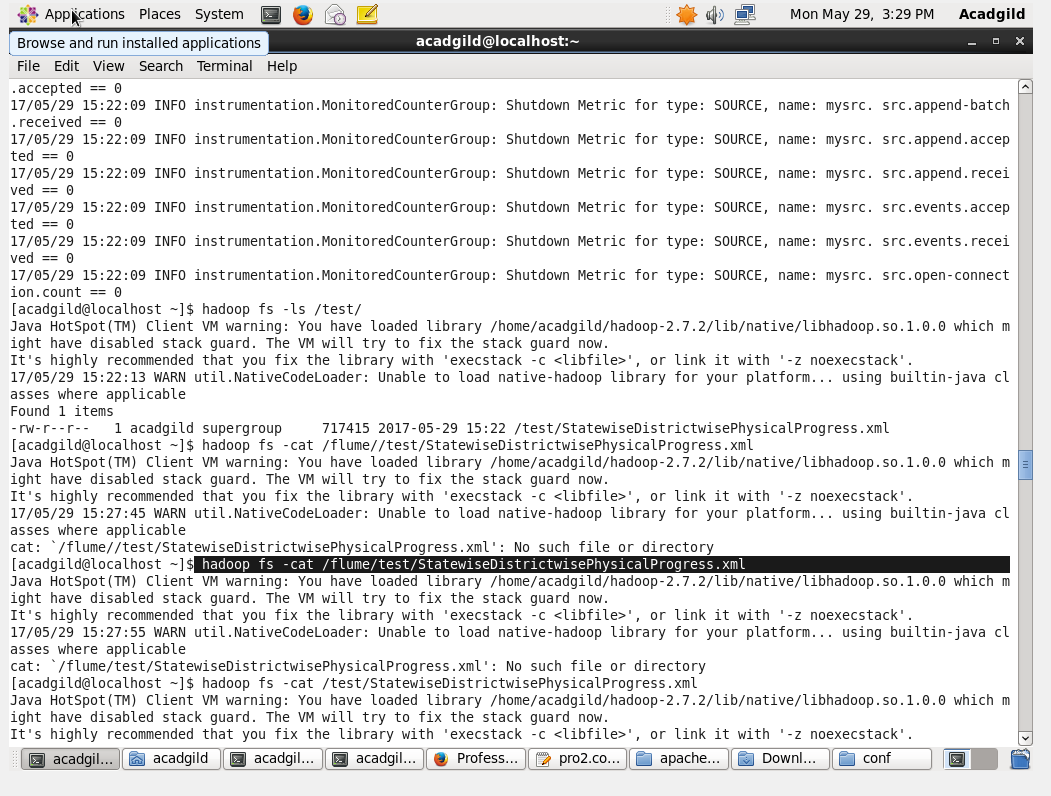 Applications Places System Mon May 29, 3:29 PM Acadgild
Browse and run installed applications
acadgild@localhost:~
File Edit View Search Terminal Help
.accepted == 0
17/05/29 15:22:09 INFO instrumentation.MonitoredCounterGroup: Shutdown Metric for type: SOURCE, name: mysrc. src.append-batch
.received == 0
17/05/29 15:22:09 INFO instrumentation.MonitoredCounterGroup: Shutdown Metric for type: SOURCE, name: mysrc. src.append.accep
ted == 0
17/05/29 15:22:09 INFO instrumentation.MonitoredCounterGroup: Shutdown Metric for type: SOURCE, name: mysrc. src.append.recei
ved == 0
17/05/29 15:22:09 INFO instrumentation.MonitoredCounterGroup: Shutdown Metric for type: SOURCE, name: mysrc. src.events.accep
ted == 0
17/05/29 15:22:09 INFO instrumentation.MonitoredCounterGroup: Shutdown Metric for type: SOURCE, name: mysrc. src.events.recei
ved == 0
17/05/29 15:22:09 INFO instrumentation.MonitoredCounterGroup: Shutdown Metric for type: SOURCE, name: mysrc. src.open-connect
ion.count == 0
[acadgild@localhost ~]$ hadoop fs -ls /test/
Java HotSpot(TM) Client VM warning: You have loaded library /home/acadgild/hadoop-2.7.2/lib/native/libhadoop.so.1.0.0 which m
ight have disabled stack guard. The VM will try to fix the stack guard now.
It's highly recommended that you fix the library with 'execstack -c <libfile>', or link it with '-z noexecstack'.
17/05/29 15:22:13 WARN util.NativeCodeLoader: Unable to load native-hadoop library for your platform... using builtin-java cl
asses where applicable
Found 1 items
-rw-r--r--   1 acadgild supergroup     717415 2017-05-29 15:22 /test/StatewiseDistrictwisePhysicalProgress.xml
[acadgild@localhost ~]$ hadoop fs -cat /flume//test/StatewiseDistrictwisePhysicalProgress.xml
Java HotSpot(TM) Client VM warning: You have loaded library /home/acadgild/hadoop-2.7.2/lib/native/libhadoop.so.1.0.0 which m
ight have disabled stack guard. The VM will try to fix the stack guard now.
It's highly recommended that you fix the library with 'execstack -c <libfile>', or link it with '-z noexecstack'.
17/05/29 15:27:45 WARN util.NativeCodeLoader: Unable to load native-hadoop library for your platform... using builtin-java cl
asses where applicable
cat: `/flume//test/StatewiseDistrictwisePhysicalProgress.xml': No such file or directory
[acadgild@localhost ~]$ hadoop fs -cat /flume/test/StatewiseDistrictwisePhysicalProgress.xml
Java HotSpot(TM) Client VM warning: You have loaded library /home/acadgild/hadoop-2.7.2/lib/native/libhadoop.so.1.0.0 which m
ight have disabled stack guard. The VM will try to fix the stack guard now.
It's highly recommended that you fix the library with 'execstack -c <libfile>', or link it with '-z noexecstack'.
17/05/29 15:27:55 WARN util.NativeCodeLoader: Unable to load native-hadoop library for your platform... using builtin-java cl
asses where applicable
cat: `/flume/test/StatewiseDistrictwisePhysicalProgress.xml': No such file or directory
[acadgild@localhost ~]$ hadoop fs -cat /test/StatewiseDistrictwisePhysicalProgress.xml
Java HotSpot(TM) Client VM warning: You have loaded library /home/acadgild/hadoop-2.7.2/lib/native/libhadoop.so.1.0.0 which m
ight have disabled stack guard. The VM will try to fix the stack guard now.
It's highly recommended that you fix the library with 'execstack -c <libfile>', or link it with '-z noexecstack'.
acadgil... acadgild acadgil... acadgil... Profess... pro2.co... apache... Downl... conf